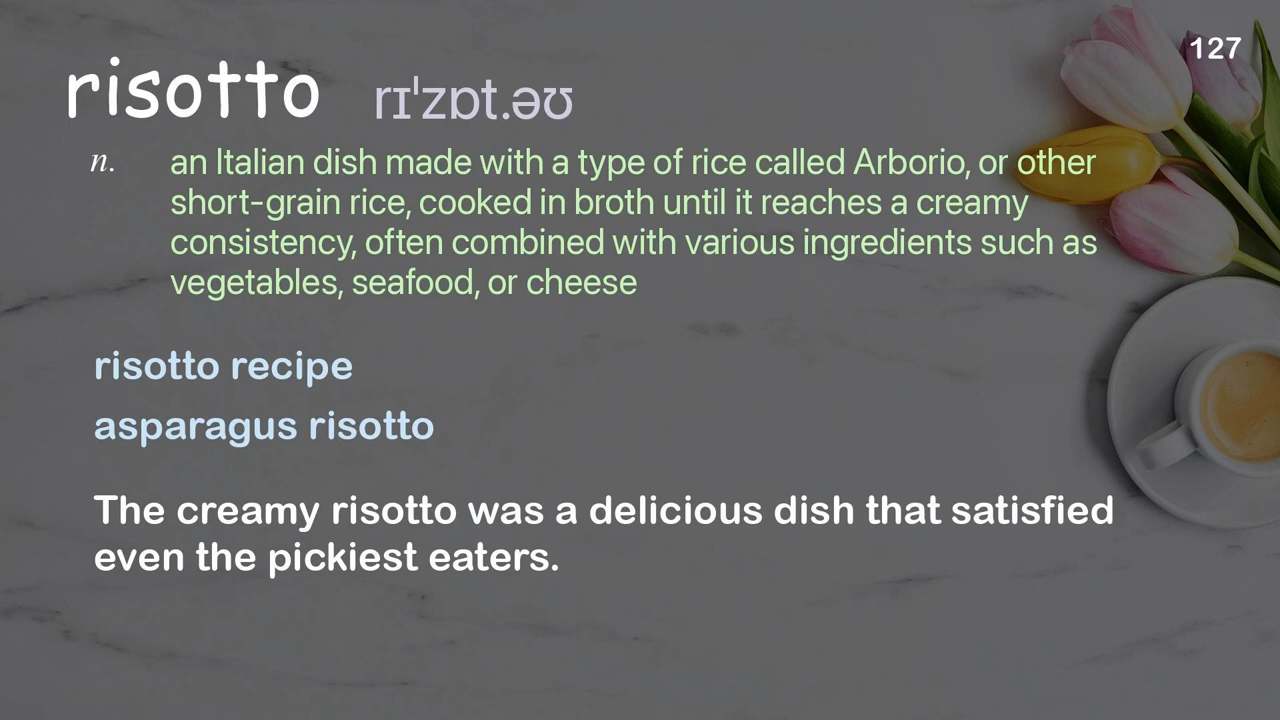 127
risotto rɪˈzɒt.əʊ
n. an Italian dish made with a type of rice called Arborio, or other
short-grain rice, cooked in broth until it reaches a creamy
consistency, often combined with various ingredients such as
vegetables, seafood, or cheese
risotto recipe
asparagus risotto
The creamy risotto was a delicious dish that satisfied
even the pickiest eaters.